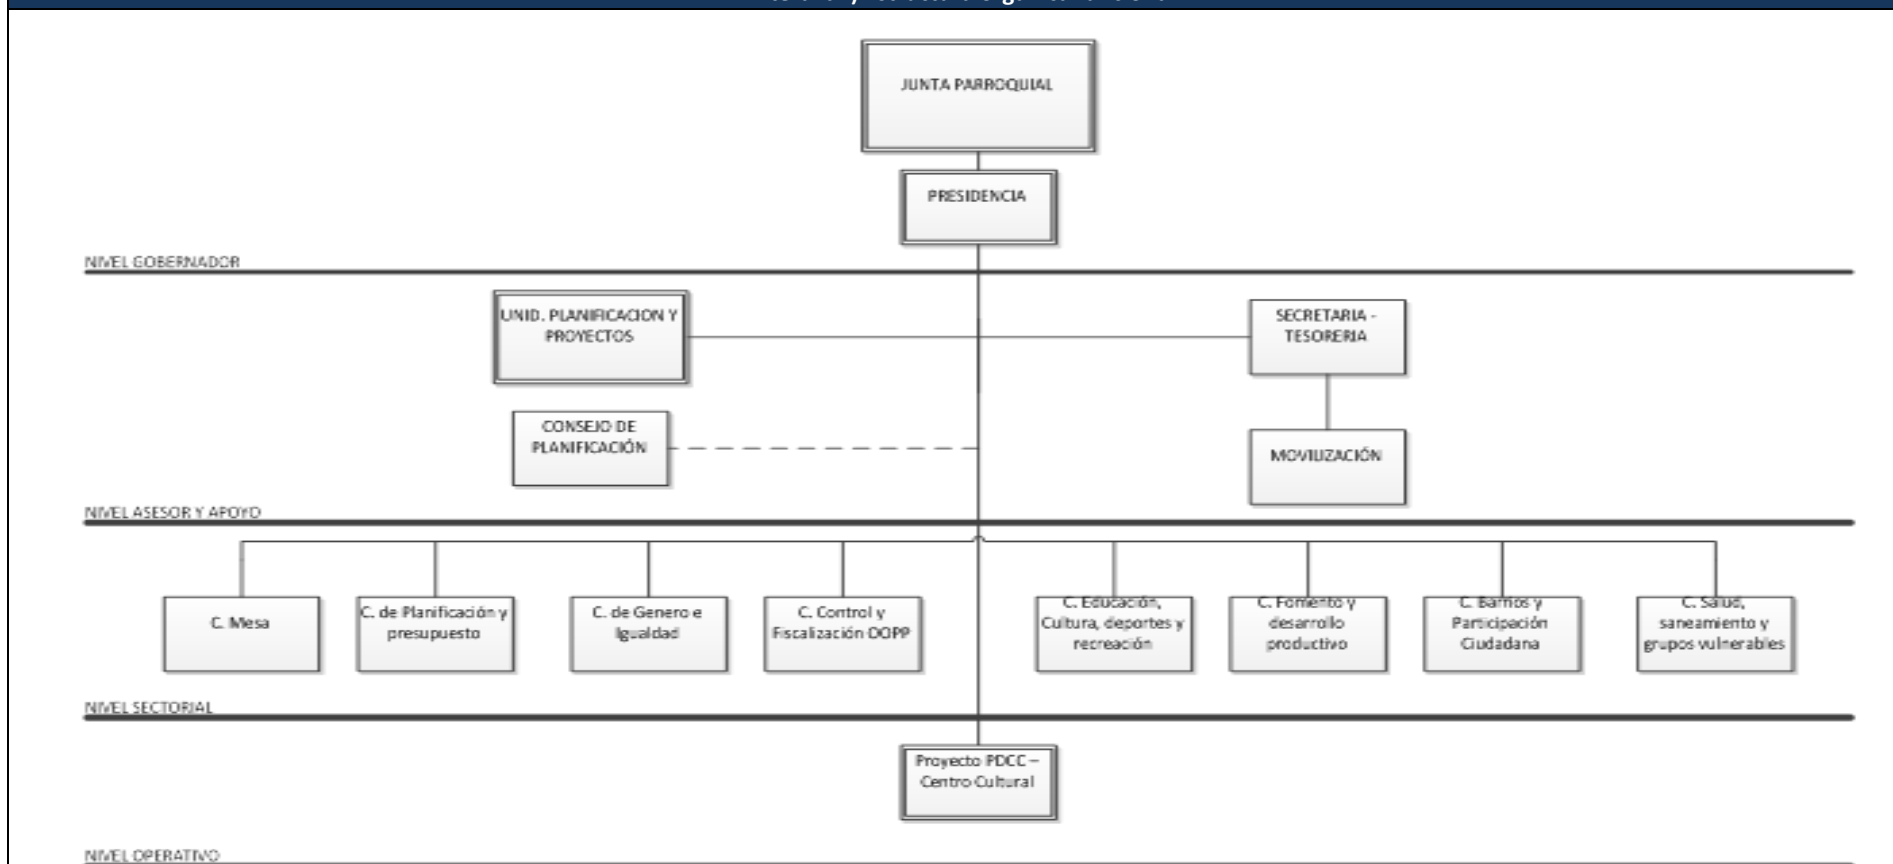 JUNTA PARROQUIAL
PRESIDENCIA
NIVEL GOBERNADOR
UNID. PLANIFICACION Y
PROYECTOS
SECRETARIA -
TESORERIA
CONSEJO DE
PLANIFICACIÓN
MOVILIZACIÓN
NIVEL ASESOR Y APOYO
C. Mesa
C. de Planificación y
presupuesto
C. de Genero e
Igualdad
C. Control y
Fiscalización OOPP
C. Educación,
Cultura, deportes y
recreación
C. Fomento y
desarrollo
productivo
C. Barrios y
Participación
Ciudadana
C. Salud,
saneamiento y
grupos vulnerables
NIVEL SECTORIAL
Proyecto PDCC –
Centro Cultural
NIVEL OPERATIVO